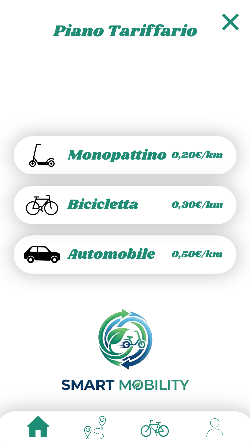 Piano Tariffario
Monopattino 0,20€/km
Bicicletta 0,30€/km
Automobile 0,50€/km
SMART MOBILITY